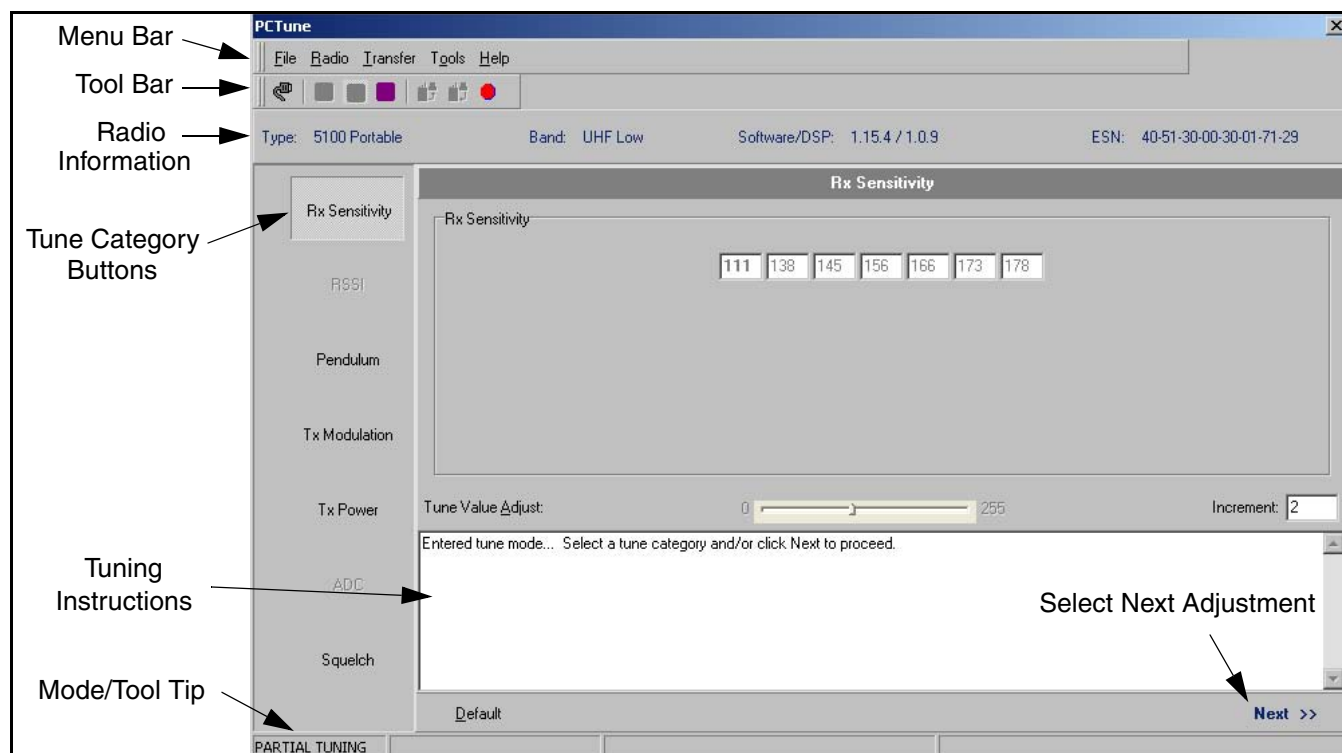 PCTune
Menu Bar
File Radio Transfer Tools Help
Tool Bar
Radio Information
Type: 5100 Portable Band: UHF Low Software/DSP: 1.15.4 / 1.0.9 ESN: 40-51-30-00-30-01-71-29
Rx Sensitivity
Tune Category Buttons
Rx Sensitivity
Rx Sensitivity
111 138 145 156 166 173 178
RSSI
Pendulum
Tx Modulation
Tx Power
Tune Value Adjust: 0 255 Increment: 2
Entered tune mode... Select a tune category and/or click Next to proceed.
Tuning Instructions
ADC
Select Next Adjustment
Squelch
Mode/Tool Tip
Default Next >>
PARTIAL TUNING